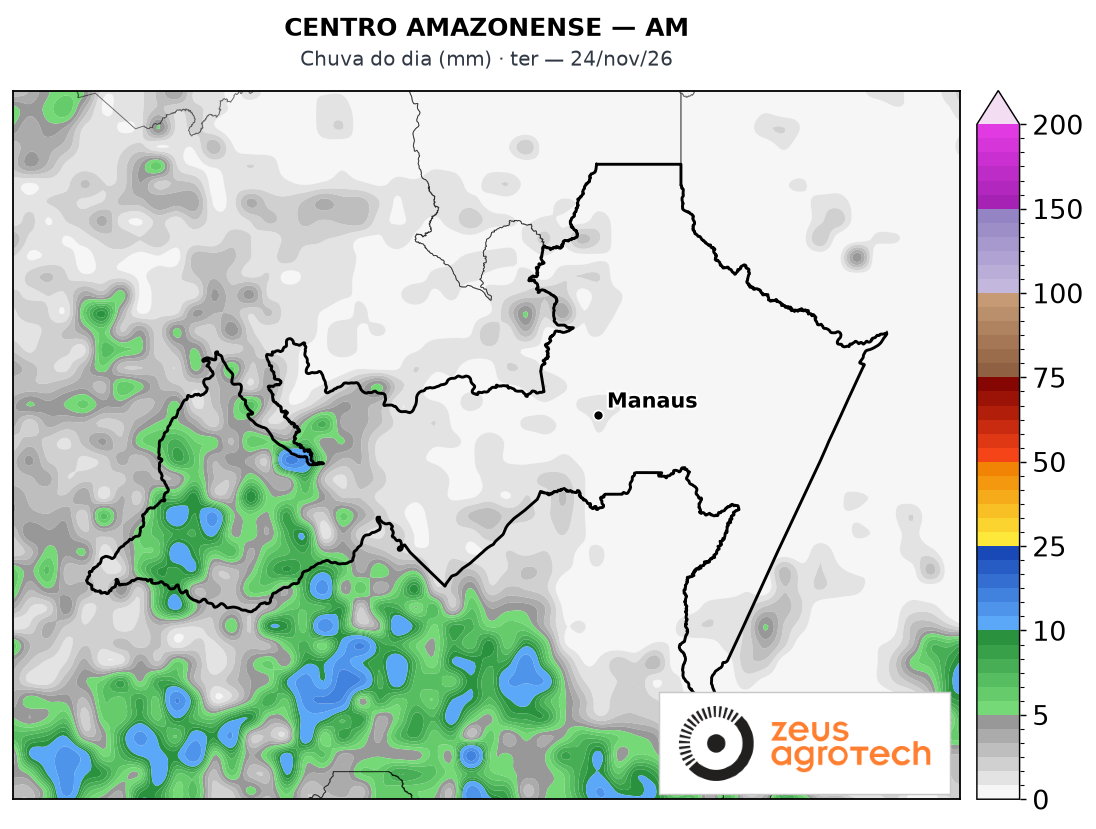 CENTRO AMAZONENSE — AM
Chuva do dia (mm) · ter — 24/nov/26
200
150
100
75
50
25
10
5
0
Manaus
zeus
agrotech